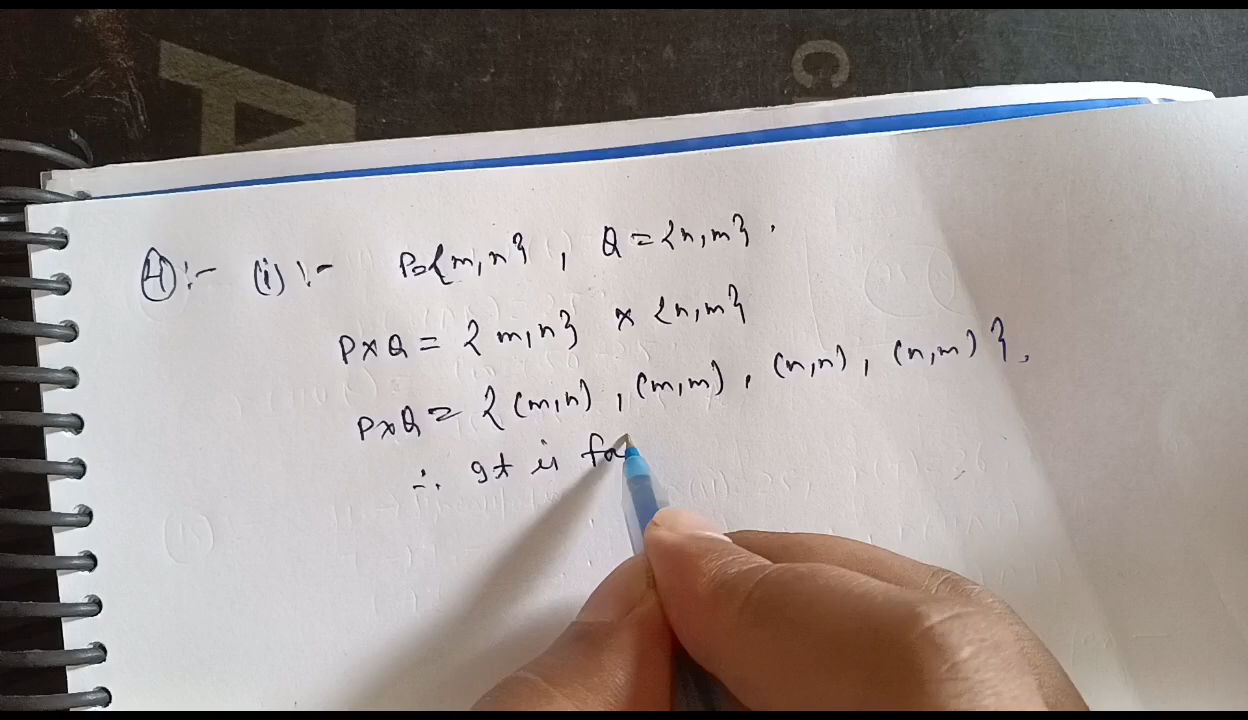 A
C
④:- (i) :- P={m,n} , Q = {n,m} .
P×Q = {m,n} × {n,m}
P×Q = {(m,n) , (m,m) , (n,n) , (n,m) } .
∴ It is fa